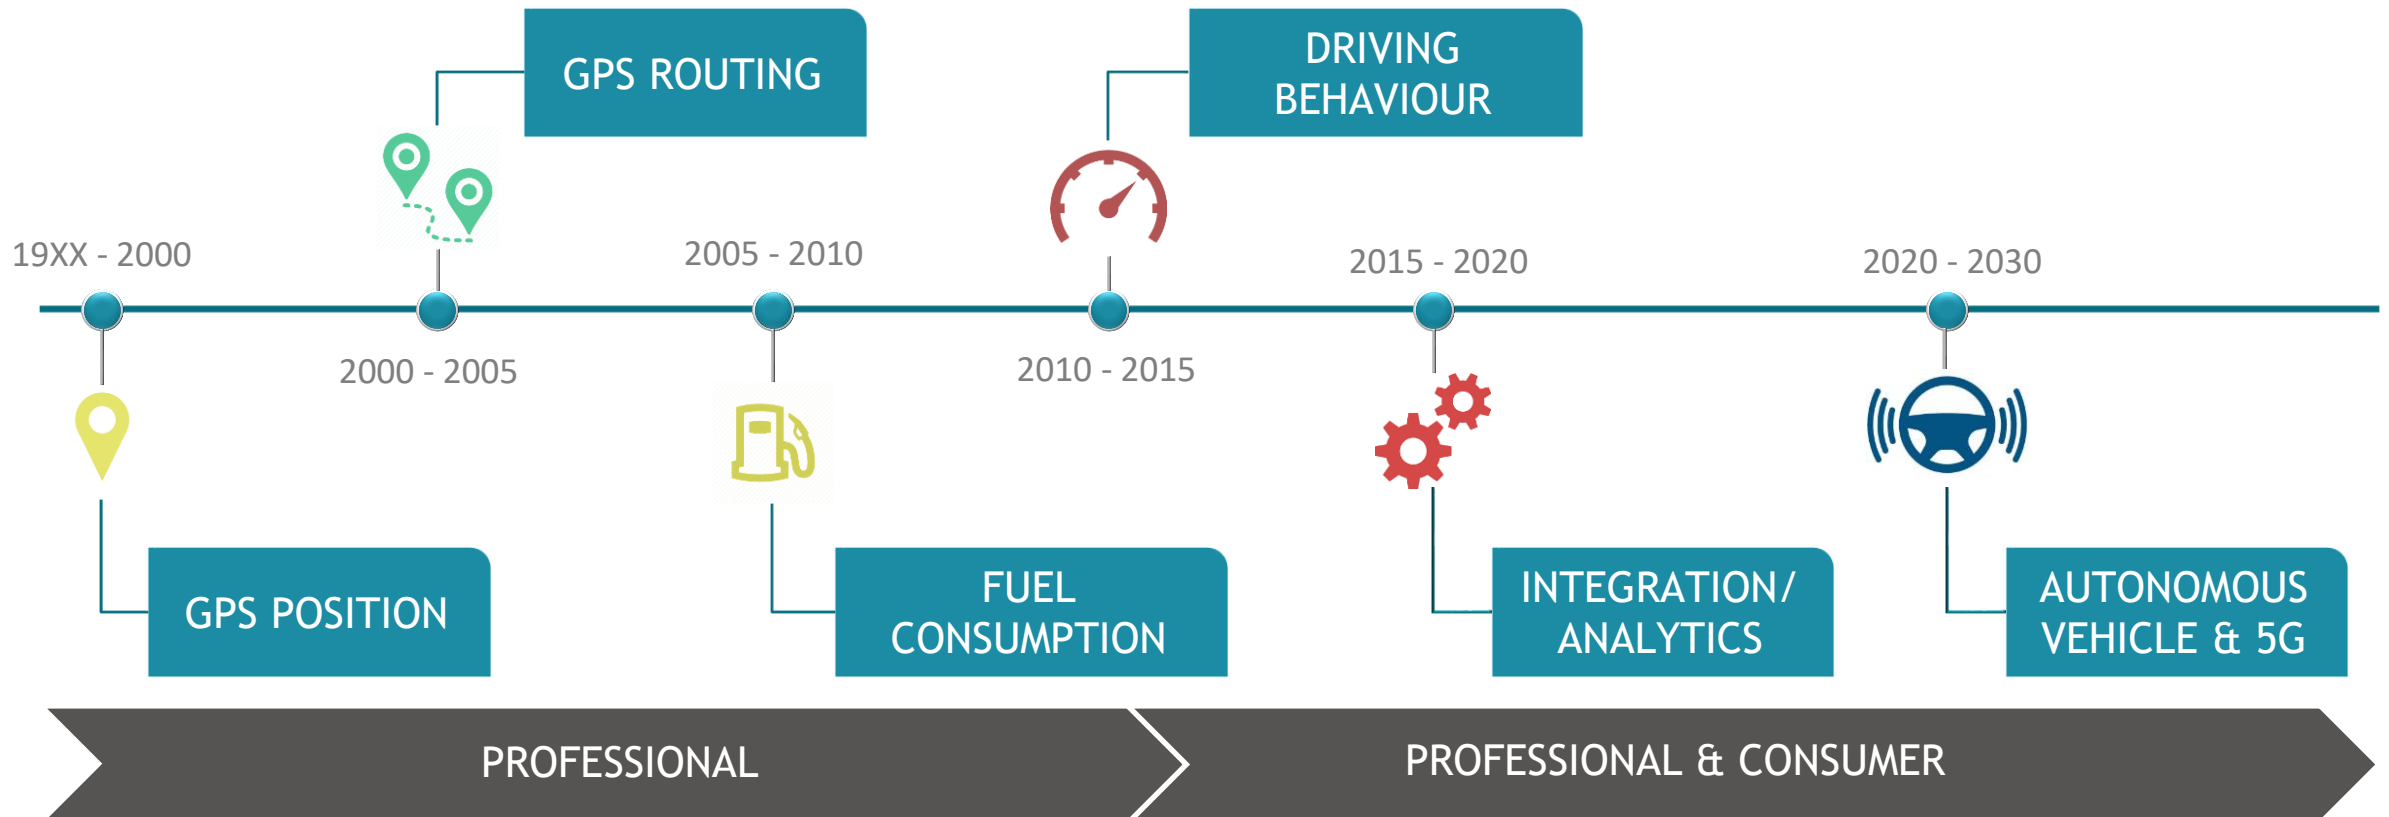 GPS ROUTING
DRIVING
BEHAVIOUR
19XX - 2000
2005 - 2010
2015 - 2020
2020 - 2030
2000 - 2005
2010 - 2015
GPS POSITION
FUEL
CONSUMPTION
INTEGRATION/
ANALYTICS
AUTONOMOUS
VEHICLE & 5G
PROFESSIONAL
PROFESSIONAL & CONSUMER